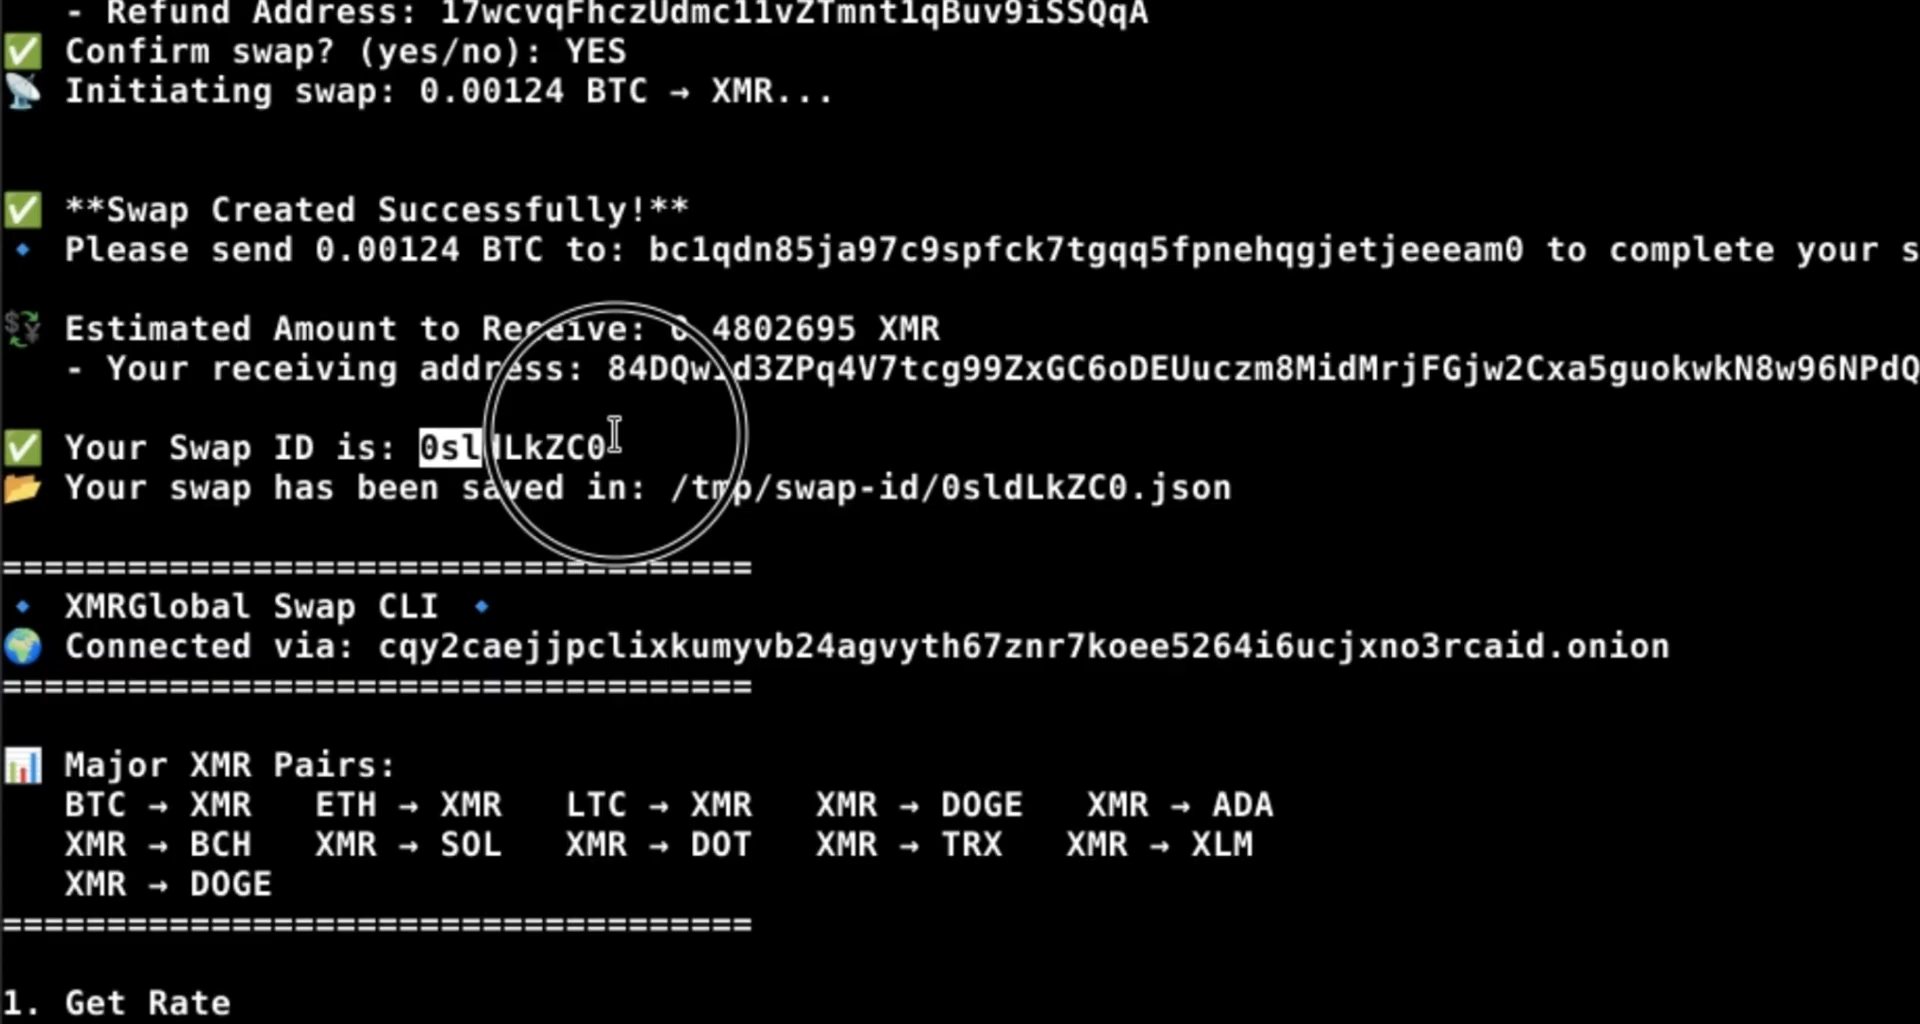 - Refund Address: 17wcvqFhczUdmc11vZTmnt1qBuv9iSSQqA
✅ Confirm swap? (yes/no): YES
📡 Initiating swap: 0.00124 BTC → XMR...
✅ **Swap Created Successfully!**
🔹 Please send 0.00124 BTC to: bc1qdn85ja97c9spfck7tgqq5fpnehqgjetjeeeam0 to complete your s
💱 Estimated Amount to Receive: 0.4802695 XMR
- Your receiving address: 84DQwid3ZPq4V7tcg99ZxGC6oDEUuczm8MidMrjFGjw2Cxa5guokwkN8w96NPdQ
✅ Your Swap ID is: 0sldLkZC0
📂 Your swap has been saved in: /tmp/swap-id/0sldLkZC0.json
====================================
🔹 XMRGlobal Swap CLI 🔹
🌍 Connected via: cqy2caejjpclixkumyvb24agvyth67znr7koee5264i6ucjxno3rcaid.onion
====================================
📊 Major XMR Pairs:
BTC → XMR   ETH → XMR   LTC → XMR   XMR → DOGE   XMR → ADA
XMR → BCH   XMR → SOL   XMR → DOT   XMR → TRX   XMR → XLM
XMR → DOGE
====================================
1. Get Rate